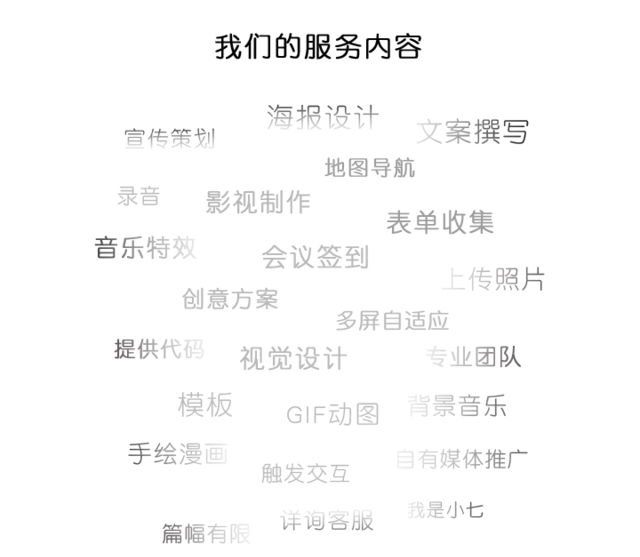 我们的服务内容
海报设计
文案撰写
宣传策划
地图导航
录音
影视制作
表单收集
音乐特效
会议签到
上传照片
创意方案
多屏自适应
提供代码
视觉设计
专业团队
模板
GIF动图
背景音乐
手绘漫画
触发交互
自有媒体推广
我是小七
详询客服
篇幅有限